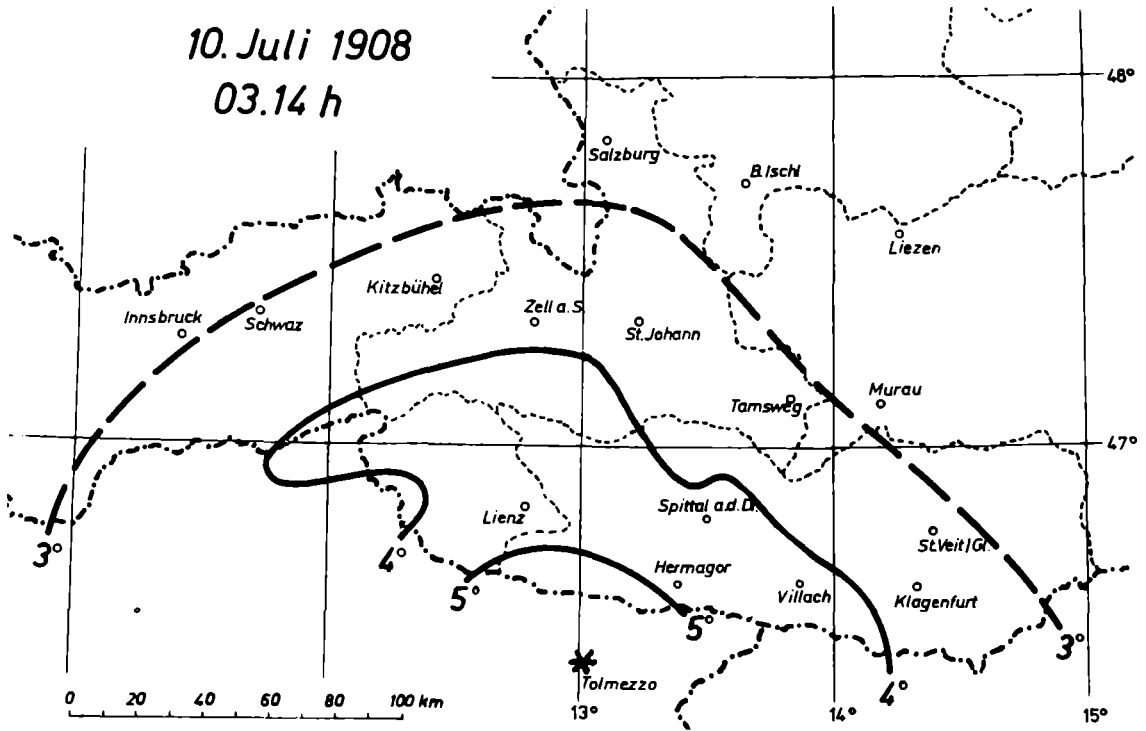 10. Juli 1908
03.14 h
48°
Salzburg
B.Ischl
Liezen
Kitzbühel
Innsbruck
Schwaz
Zell a.S.
St.Johann
Tamsweg
Murau
47°
Lienz
Spittal a.d.D.
St.Veit/Gl.
3°
4°
5°
Hermagor
Villach
Klagenfurt
5°
3°
4°
Tolmezzo
0 20 40 60 80 100 km
13°
14°
15°